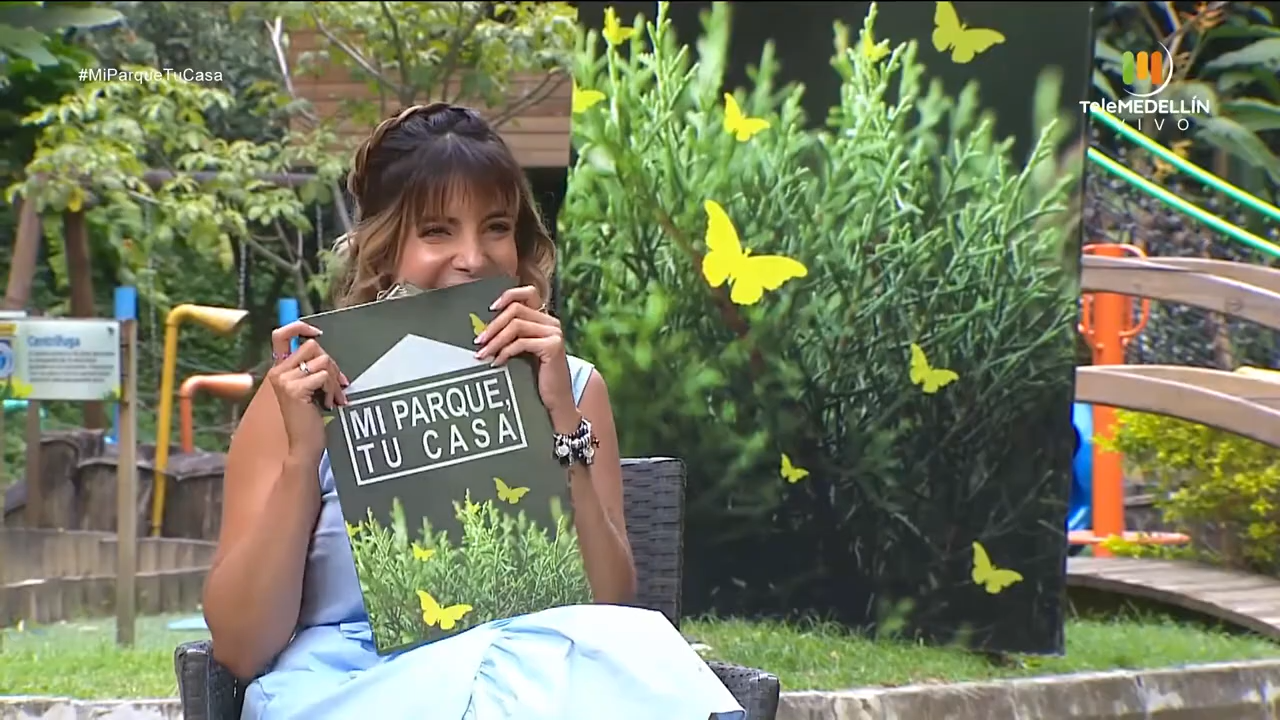 #MiParqueTuCasa
TeleMEDELLÍN
VIVO
Centrífuga
MI PARQUE,
TU CASA